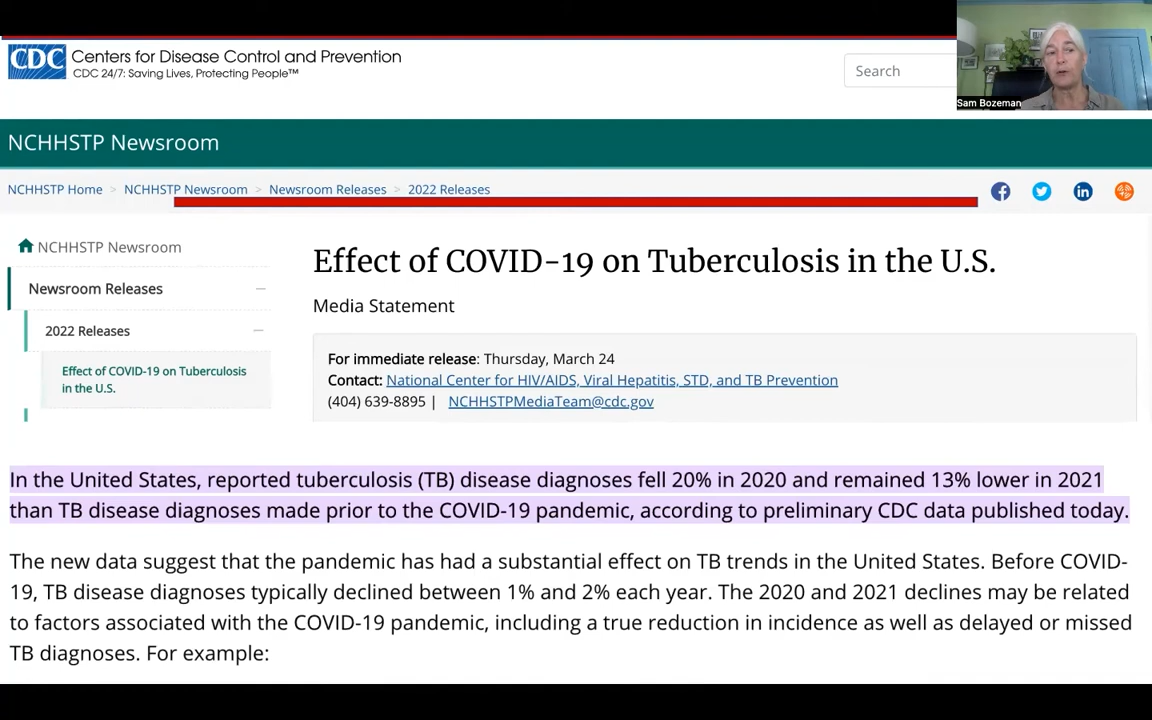 CDC Centers for Disease Control and Prevention
CDC 24/7: Saving Lives, Protecting People™
Search
Sam Bozeman
NCHHSTP Newsroom
NCHHSTP Home > NCHHSTP Newsroom > Newsroom Releases > 2022 Releases
NCHHSTP Newsroom
Newsroom Releases
2022 Releases
Effect of COVID-19 on Tuberculosis
in the U.S.
Effect of COVID-19 on Tuberculosis in the U.S.
Media Statement
For immediate release: Thursday, March 24
Contact: National Center for HIV/AIDS, Viral Hepatitis, STD, and TB Prevention
(404) 639-8895 | NCHHSTPMediaTeam@cdc.gov
In the United States, reported tuberculosis (TB) disease diagnoses fell 20% in 2020 and remained 13% lower in 2021
than TB disease diagnoses made prior to the COVID-19 pandemic, according to preliminary CDC data published today.
The new data suggest that the pandemic has had a substantial effect on TB trends in the United States. Before COVID-
19, TB disease diagnoses typically declined between 1% and 2% each year. The 2020 and 2021 declines may be related
to factors associated with the COVID-19 pandemic, including a true reduction in incidence as well as delayed or missed
TB diagnoses. For example: